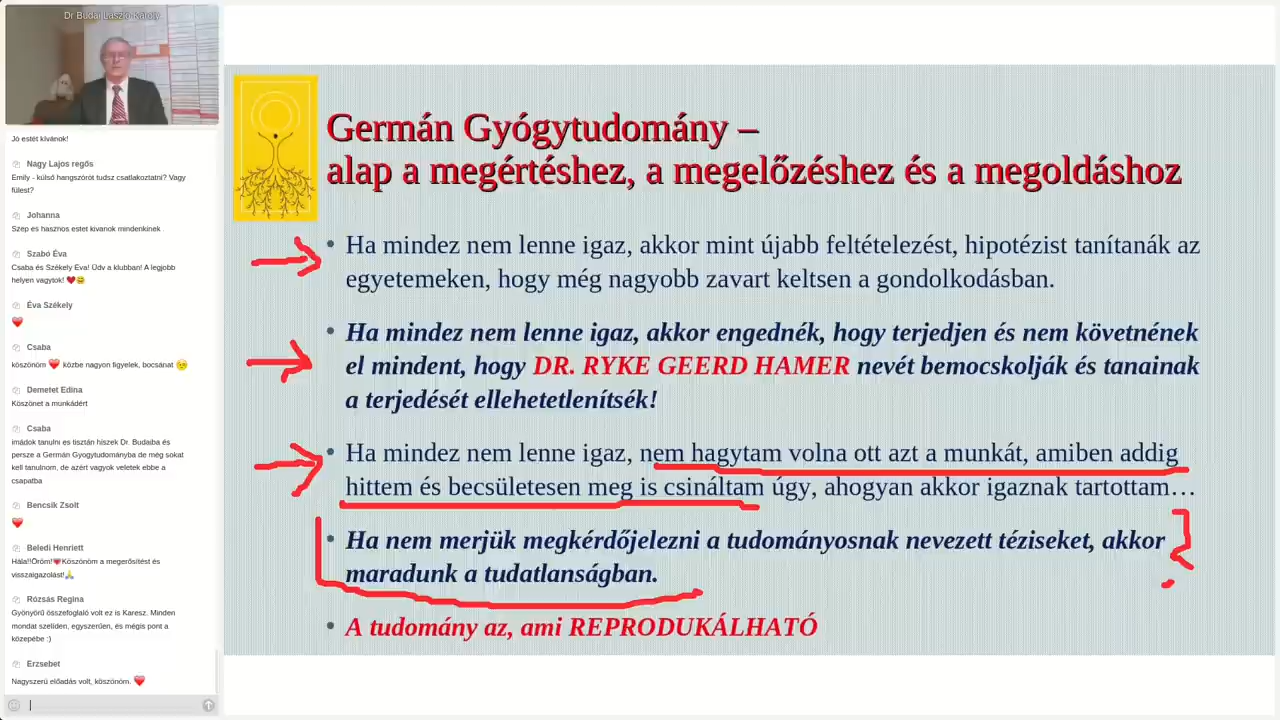 Dr Budai László Károly
Jó estét kívánok!
Nagy Lajos regős
Emily - külső hangszórót tudsz csatlakoztatni? Vagy
fülest?
Johanna
Szep es hasznos estet kivanok mindenkinek .
Szabó Éva
Csaba és Székely Éva! Üdv a klubban! A legjobb
helyen vagytok! ❤️😊
Éva Székely
❤️
Csaba
köszönöm ❤️ közbe nagyon figyelek, bocsánat
Demeter Edina
Köszönet a munkádért
Csaba
imádok tanulni es tisztán hiszek Dr. Budaiba és
persze a Germán Gyogytudományba de még sokat
kell tanulnom, de azért vagyok veletek ebbe a
csapatba
Bencsik Zsolt
❤️
Beledi Henriett
Hála!!Öröm!❤️Köszönöm a megerősítést és
visszaigazolást!🙏
Rózsás Regina
Gyönyörű összefoglaló volt ez is Karesz. Minden
mondat szelíden, egyszerűen, és mégis pont a
közepébe :)
Erzsebet
Nagyszerű előadás volt, köszönöm. ❤️
Germán Gyógytudomány –
alap a megértéshez, a megelőzéshez és a megoldáshoz
• Ha mindez nem lenne igaz, akkor mint újabb feltételezést, hipotézist tanítanák az
egyetemeken, hogy még nagyobb zavart keltsen a gondolkodásban.
• Ha mindez nem lenne igaz, akkor engednék, hogy terjedjen és nem követnének
el mindent, hogy DR. RYKE GEERD HAMER nevét bemocskolják és tanainak
a terjedését ellehetetlenítsék!
• Ha mindez nem lenne igaz, nem hagytam volna ott azt a munkát, amiben addig
hittem és becsületesen meg is csináltam úgy, ahogyan akkor igaznak tartottam…
• Ha nem merjük megkérdőjelezni a tudományosnak nevezett téziseket, akkor
maradunk a tudatlanságban.
• A tudomány az, ami REPRODUKÁLHATÓ